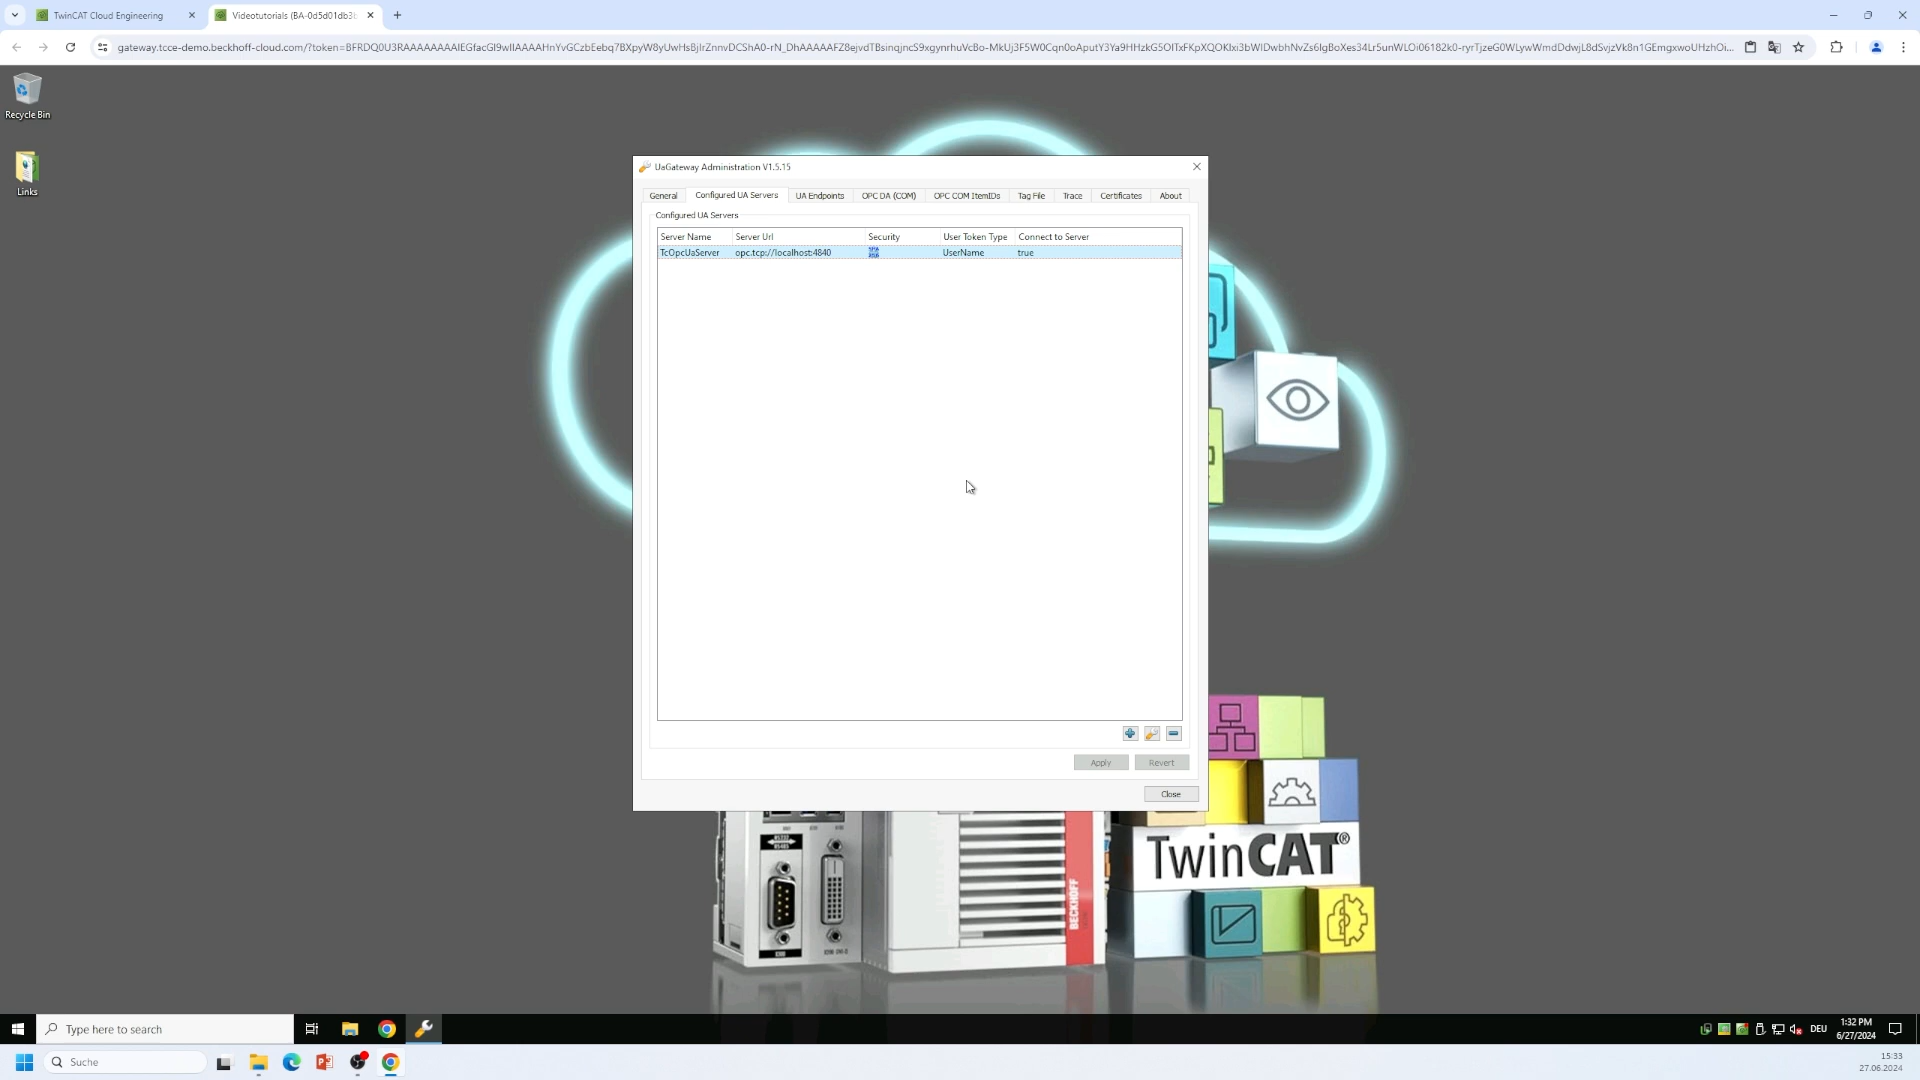 TwinCAT Cloud Engineering
Videotutorials (BA-0d5d01db3b
Recycle Bin
Links
UaGateway Administration V1.5.15
General
Configured UA Servers
UA Endpoints
OPC DA (COM)
OPC COM ItemIDs
Tag File
Trace
Certificates
About
Configured UA Servers
Server Name
Server Url
Security
User Token Type
Connect to Server
TcOpcUaServer
opc.tcp://localhost:4840
UserName
true
Apply
Revert
Close
BECKHOFF
TwinCAT®
Type here to search
DEU
1:32 PM
6/27/2024
Suche
15:33
27.06.2024